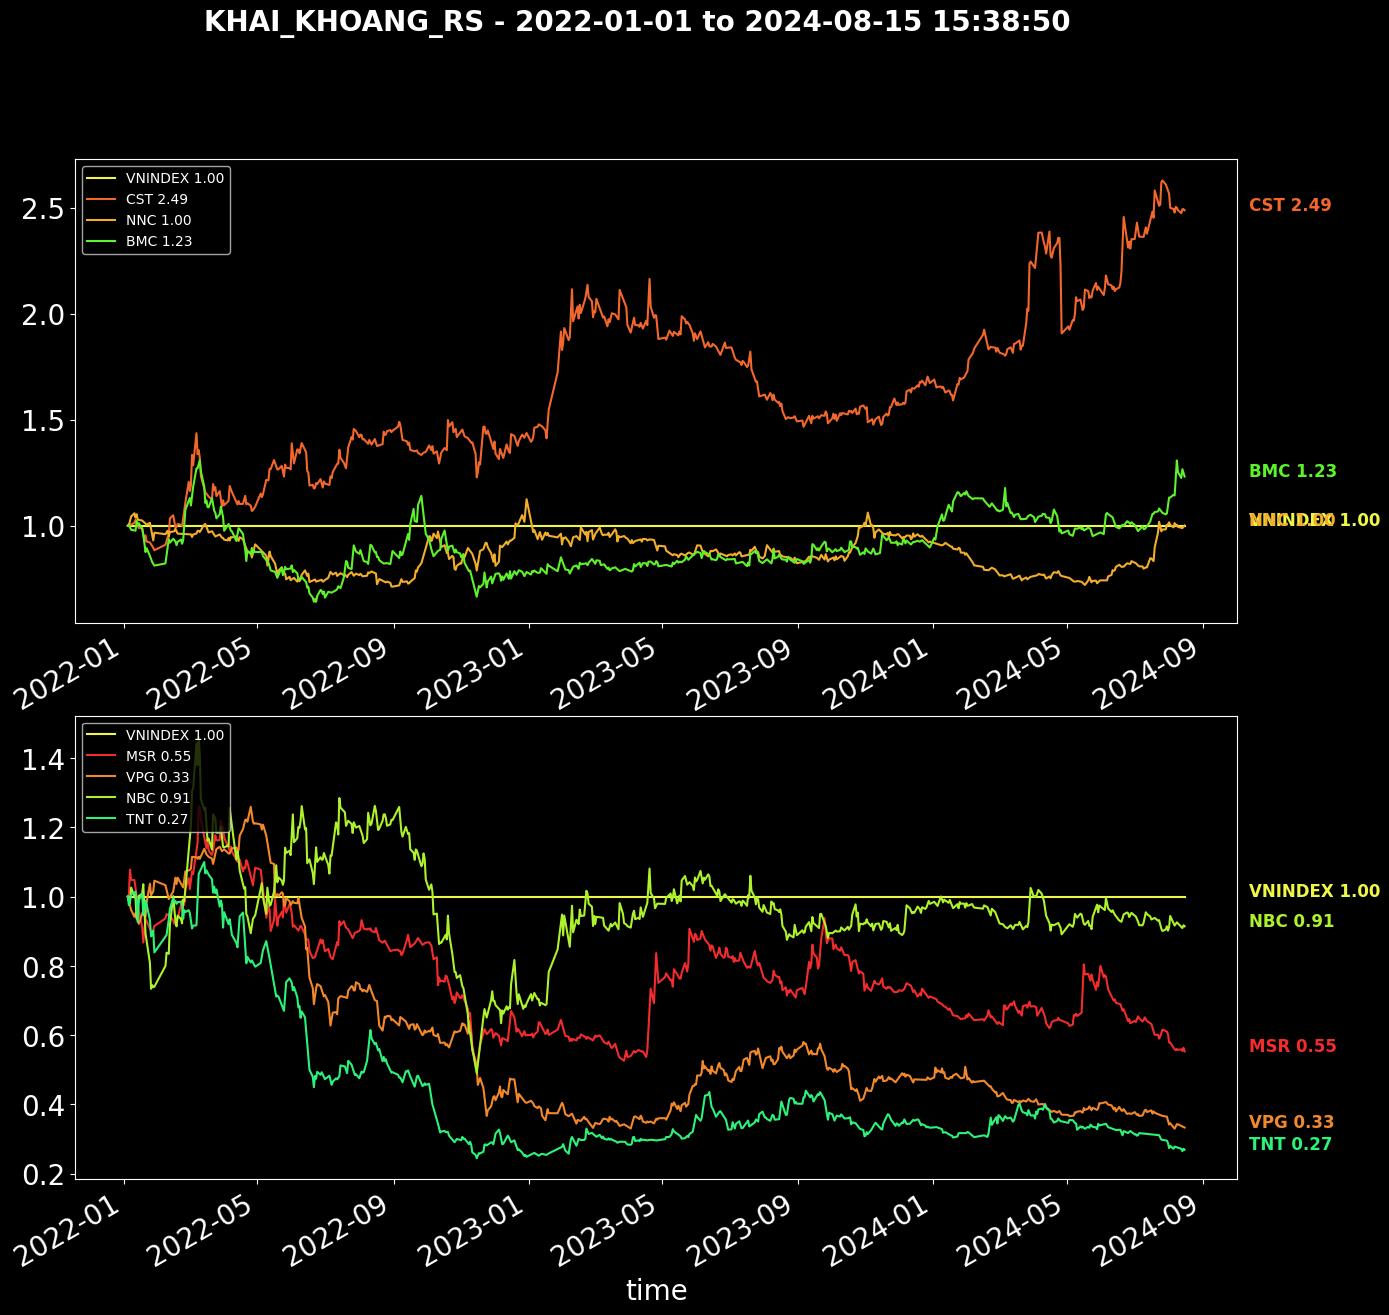 KHAI_KHOANG_RS - 2022-01-01 to 2024-08-15 15:38:50
VNINDEX 1.00
CST 2.49
NNC 1.00
BMC 1.23
2.5
2.0
1.5
1.0
CST 2.49
BMC 1.23
VNINDEX 1.00
2022-01
2022-05
2022-09
2023-01
2023-05
2023-09
2024-01
2024-05
2024-09
VNINDEX 1.00
MSR 0.55
VPG 0.33
NBC 0.91
TNT 0.27
1.4
1.2
1.0
0.8
0.6
0.4
0.2
VNINDEX 1.00
NBC 0.91
MSR 0.55
VPG 0.33
TNT 0.27
2022-01
2022-05
2022-09
2023-01
2023-05
2023-09
2024-01
2024-05
2024-09
time